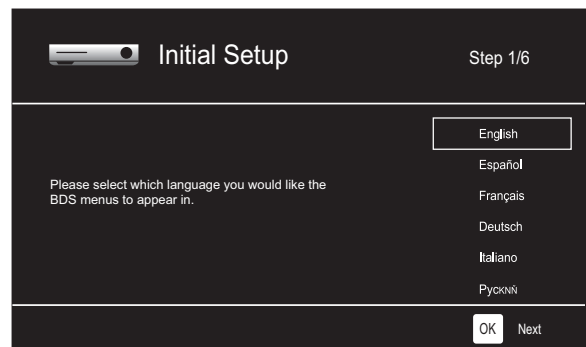 Initial Setup
Step 1/6
English
Español
Please select which language you would like the
BDS menus to appear in.
Français
Deutsch
Italiano
Русκηñ
OK Next